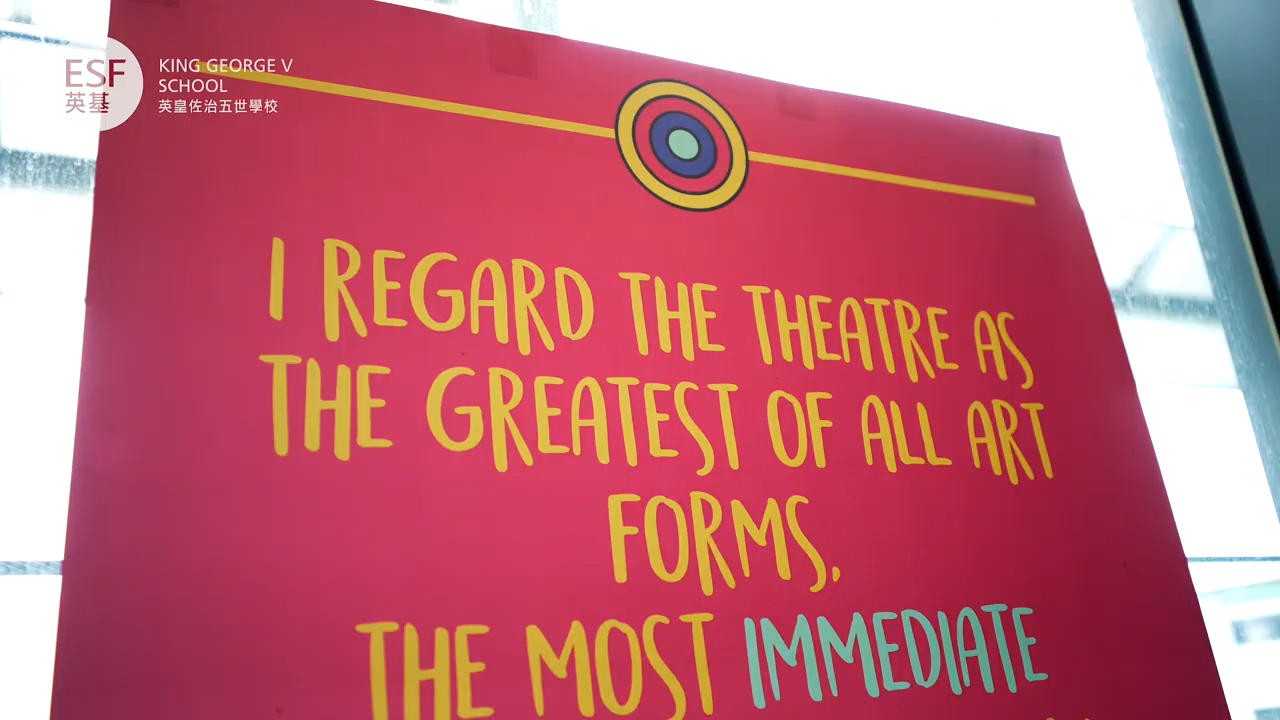 ESF
英基
KING GEORGE V
SCHOOL
英皇佐治五世學校
I REGARD THE THEATRE AS
THE GREATEST OF ALL ART
FORMS,
THE MOST IMMEDIATE